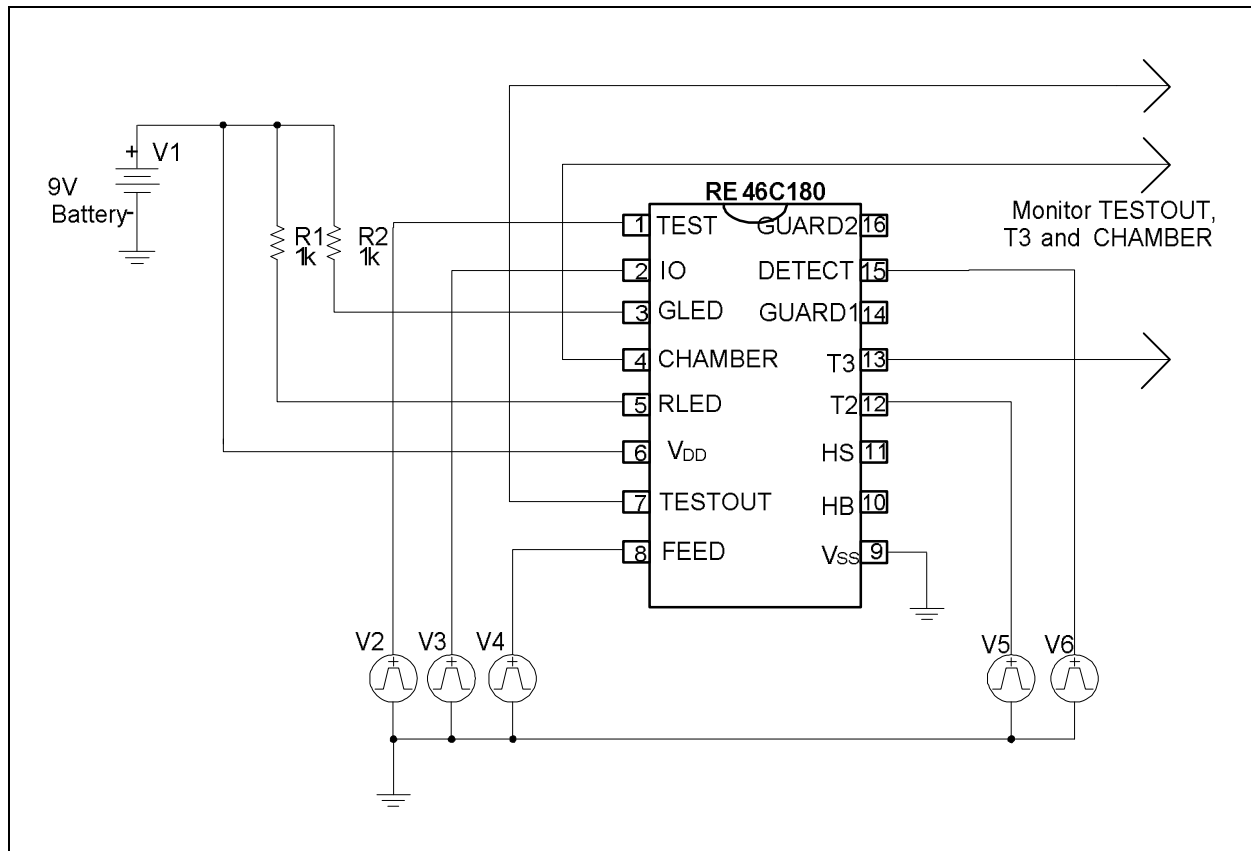 + V1
9V
Battery-
R1
1k
R2
1k
RE46C180
1 TEST
2 IO
3 GLED
4 CHAMBER
5 RLED
6 VDD
7 TESTOUT
8 FEED
GUARD2 16
DETECT 15
GUARD1 14
T3 13
T2 12
HS 11
HB 10
VSS 9
Monitor TESTOUT,
T3 and CHAMBER
V2
+
V3
+
V4
+
V5
+
V6
+